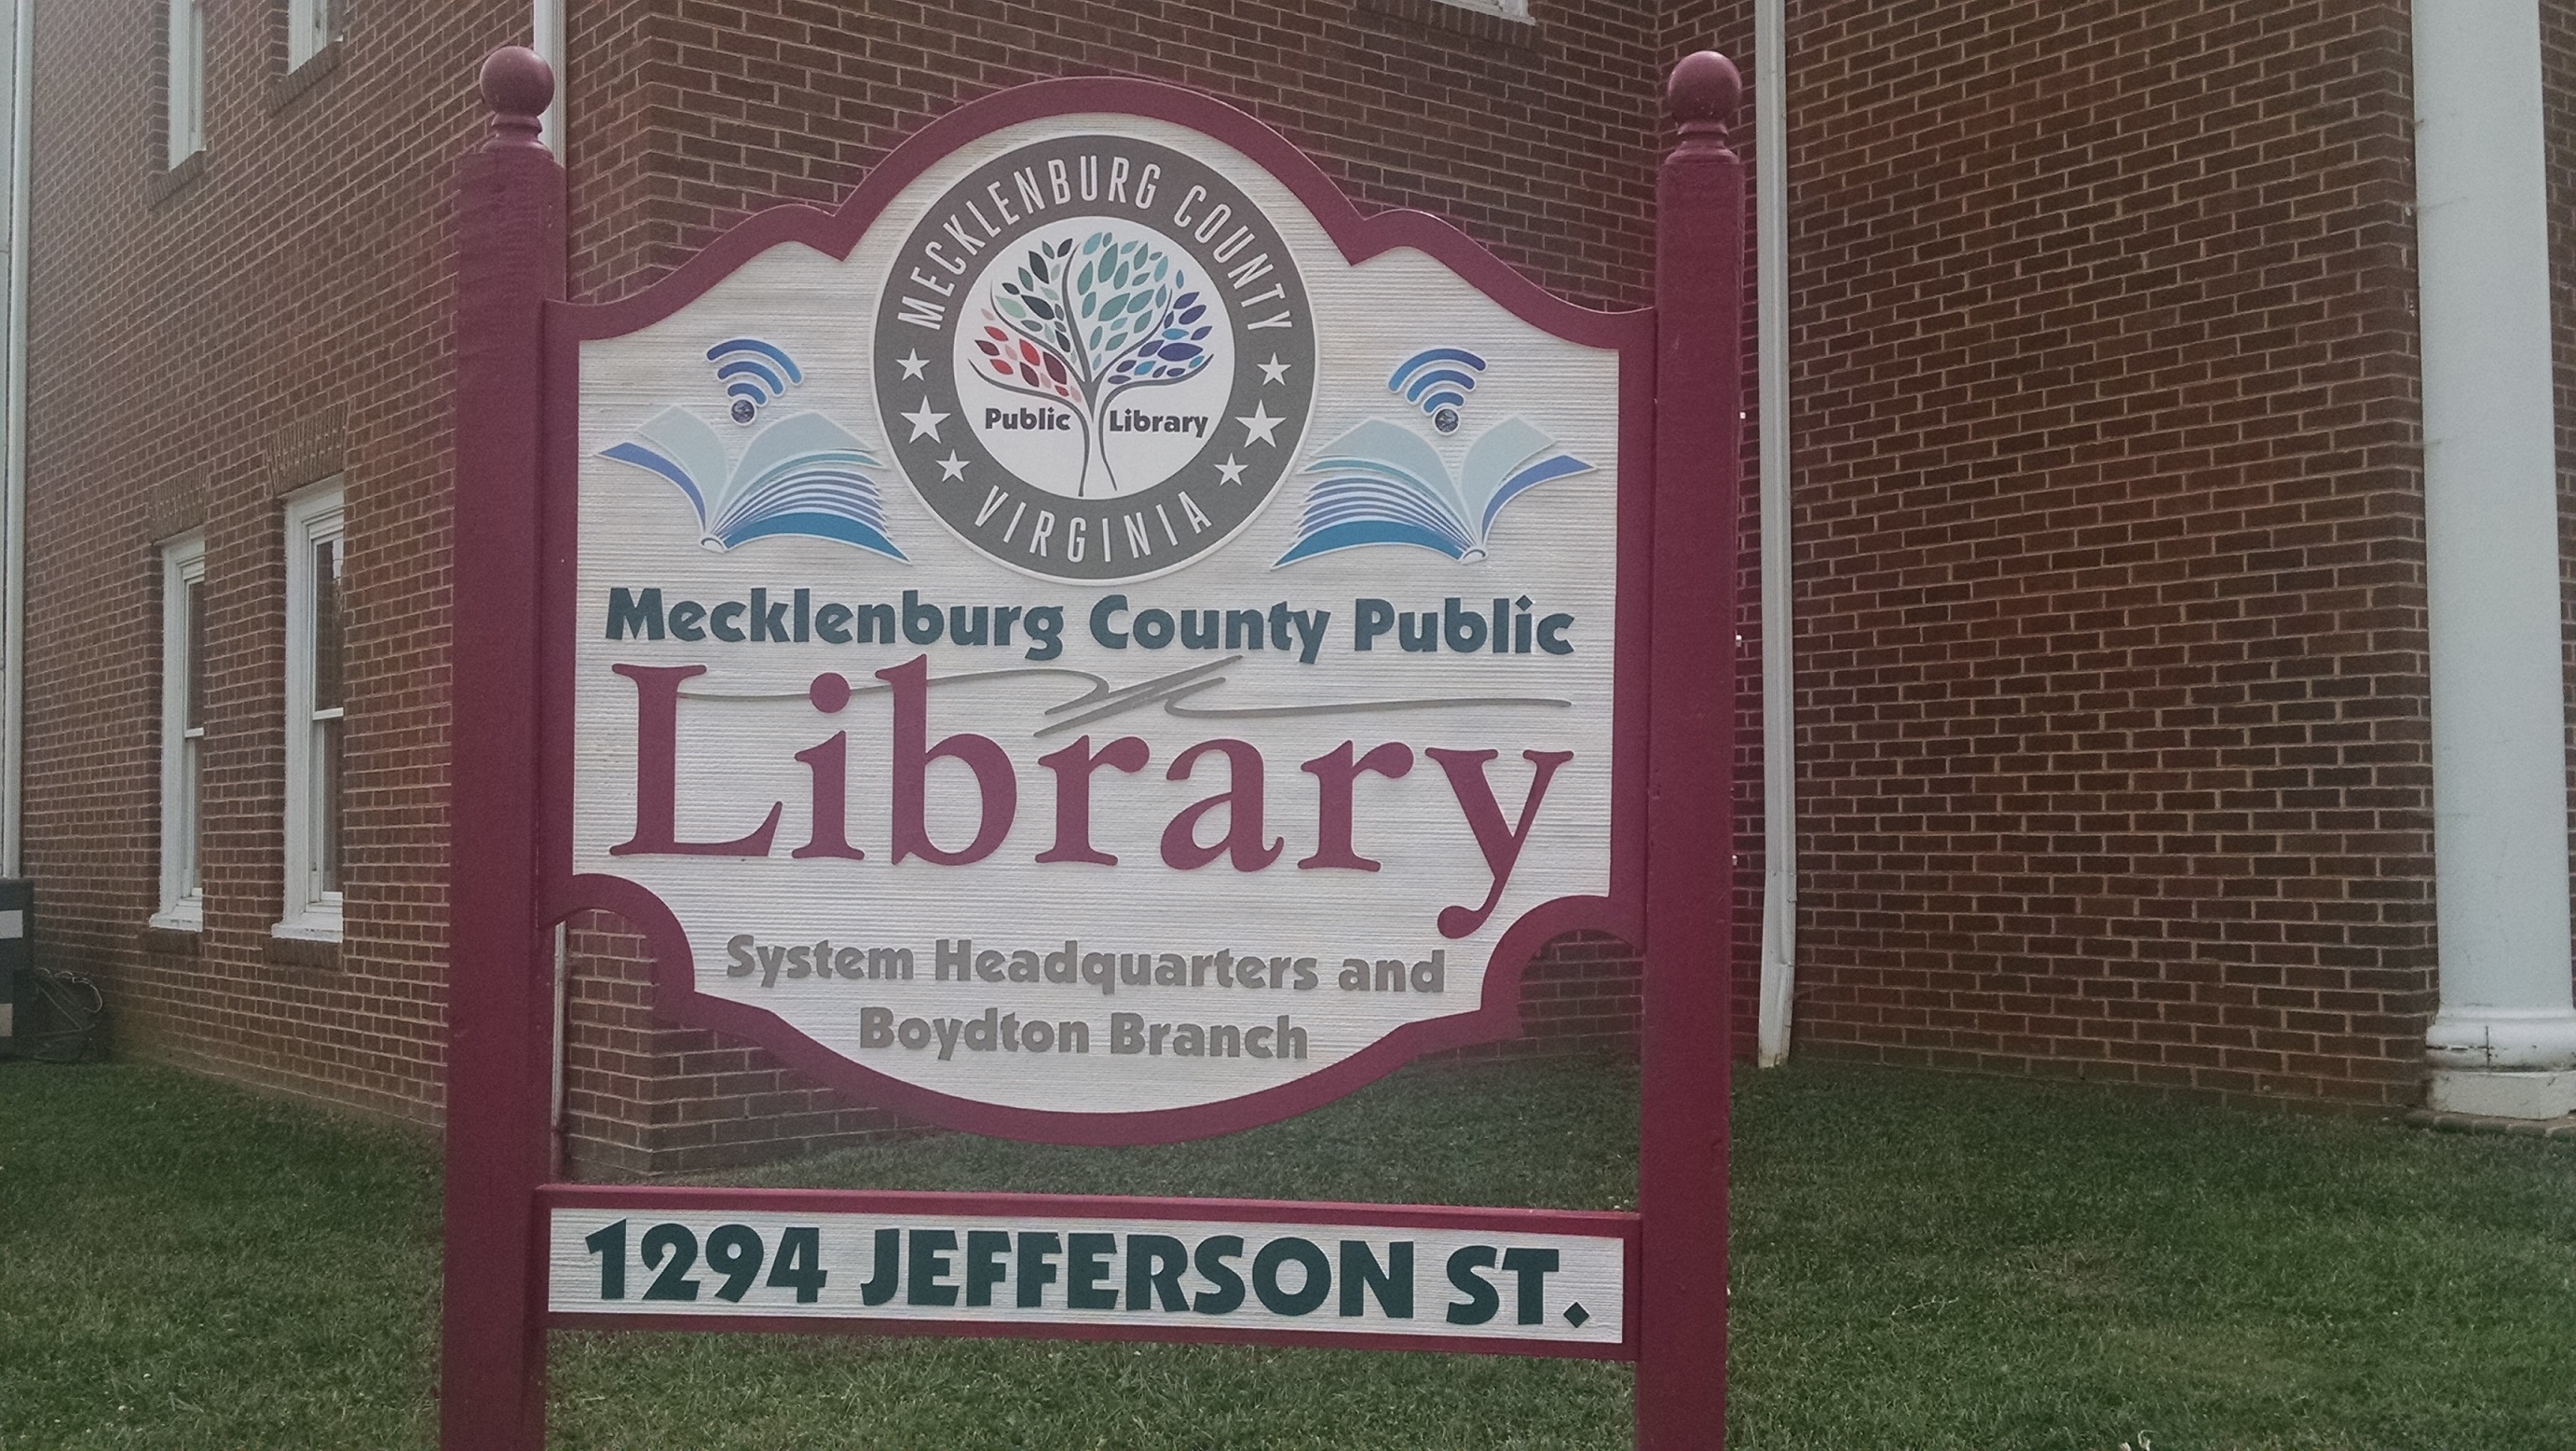 MECKLENBURG COUNTY
Public Library
VIRGINIA
Mecklenburg County Public
Library
System Headquarters and
Boydton Branch
1294 JEFFERSON ST.